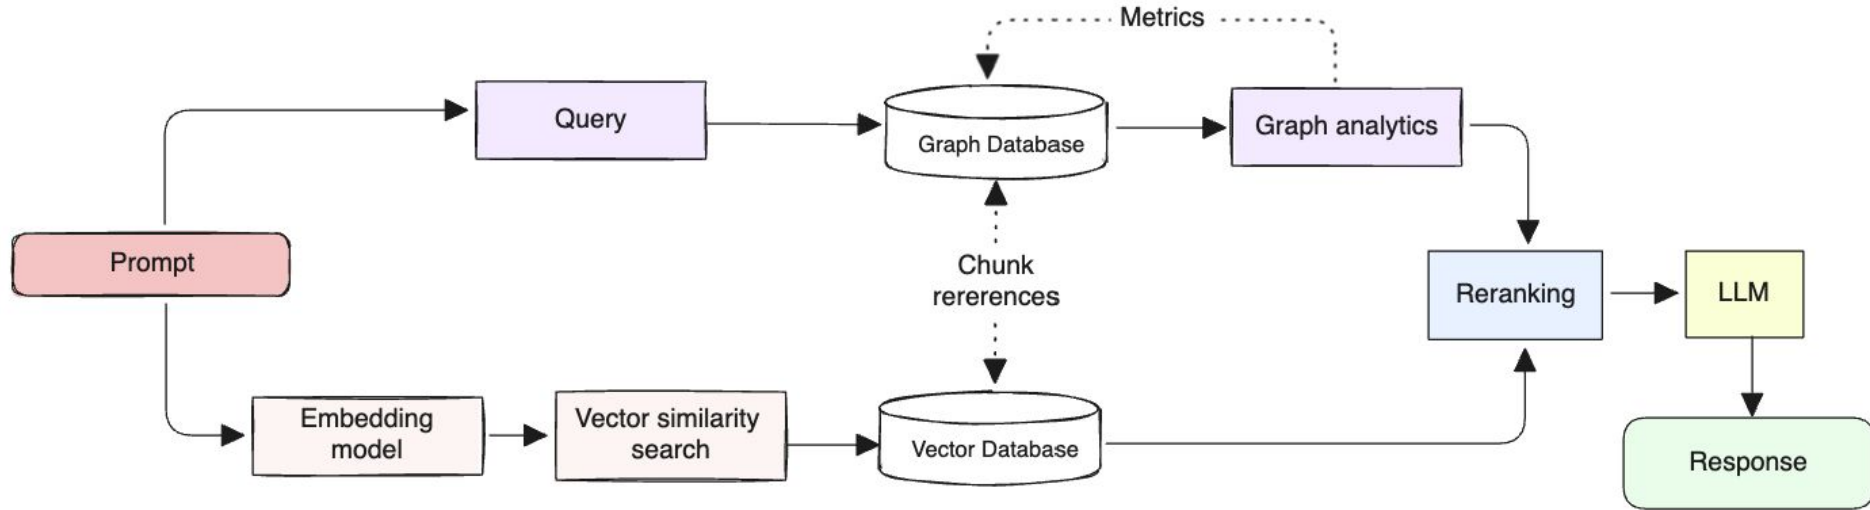 Metrics
Query
Graph Database
Graph analytics
Prompt
Chunk
rererences
Reranking
LLM
Embedding
model
Vector similarity
search
Vector Database
Response